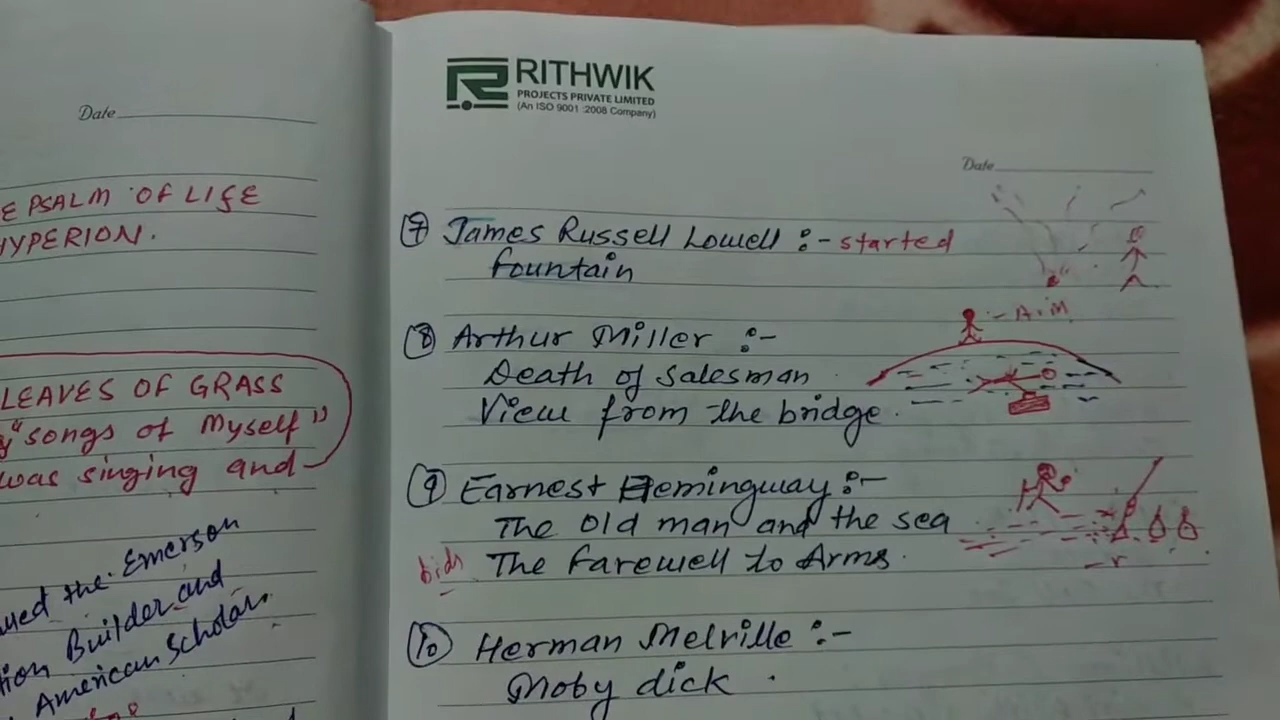 Date
E PSALM OF LIFE
HYPERION.
LEAVES OF GRASS
"songs of Myself"
was singing and
the Emerson
Builder and
American Scholar.
RITHWIK
PROJECTS PRIVATE LIMITED
(An ISO 9001 :2008 Company)
Date
7 James Russell Lowell :- started
fountain
8 Arthur Miller :-
A.M
Death of salesman
View from the bridge.
9 Earnest Hemingway :-
The old man and the sea
bids The farewell to Arms.
r
10 Herman Melville :-
Moby dick .